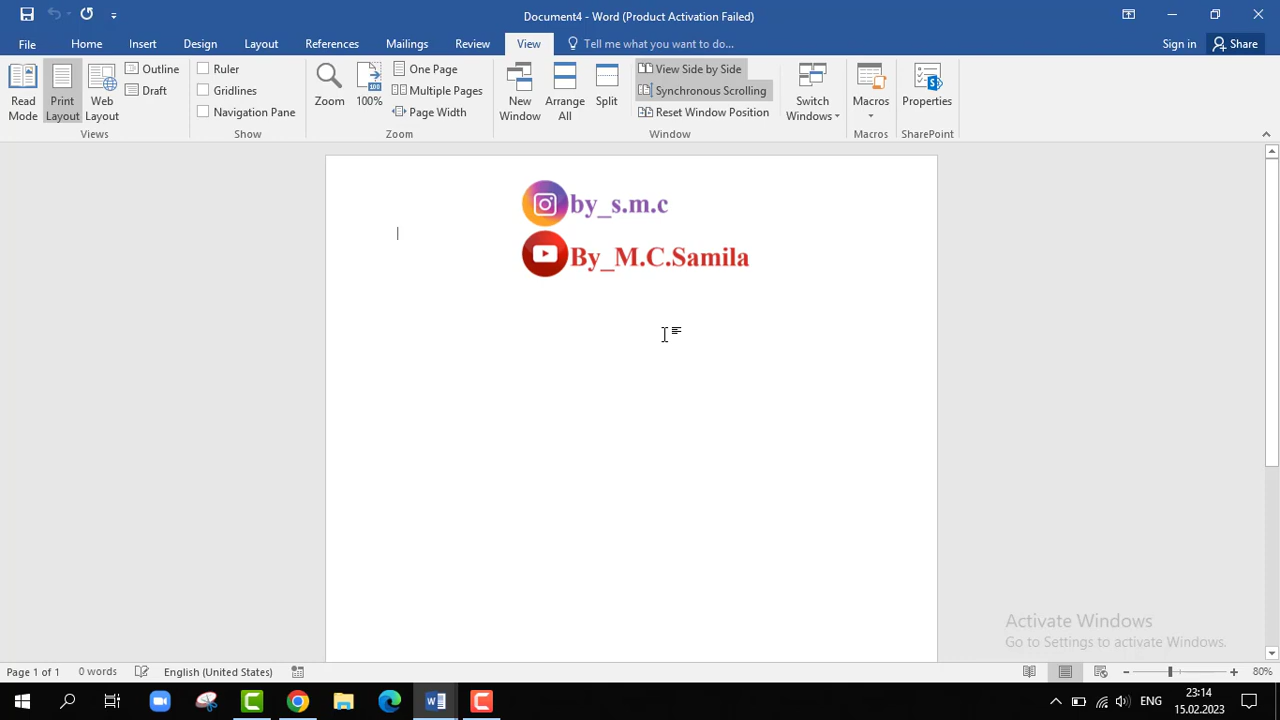 Document4 - Word (Product Activation Failed)
File Home Insert Design Layout References Mailings Review View Tell me what you want to do... Sign in Share
Read Mode
Print Layout
Web Layout
Outline
Draft
Views
Ruler
Gridlines
Navigation Pane
Show
Zoom
100
100%
One Page
Multiple Pages
Page Width
Zoom
New Window
Arrange All
Split
View Side by Side
Synchronous Scrolling
Reset Window Position
Window
Switch Windows
Macros
Macros
Properties
SharePoint
by_s.m.c
By_M.C.Samila
Activate Windows
Go to Settings to activate Windows.
Page 1 of 1 0 words English (United States) 80%
ENG
23:14
15.02.2023